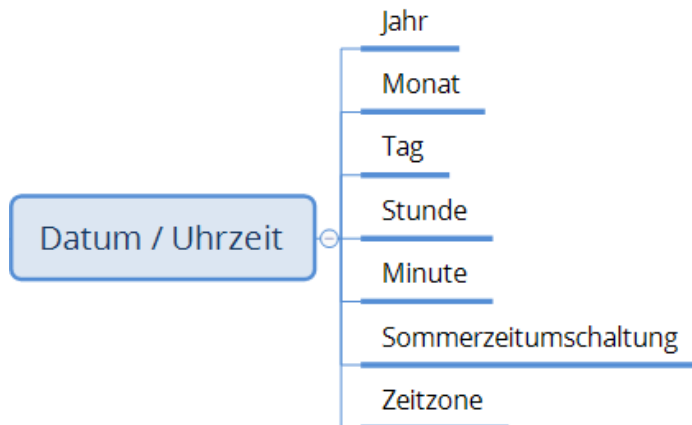 Jahr
Monat
Tag
Datum / Uhrzeit
Stunde
Minute
Sommerzeitumschaltung
Zeitzone